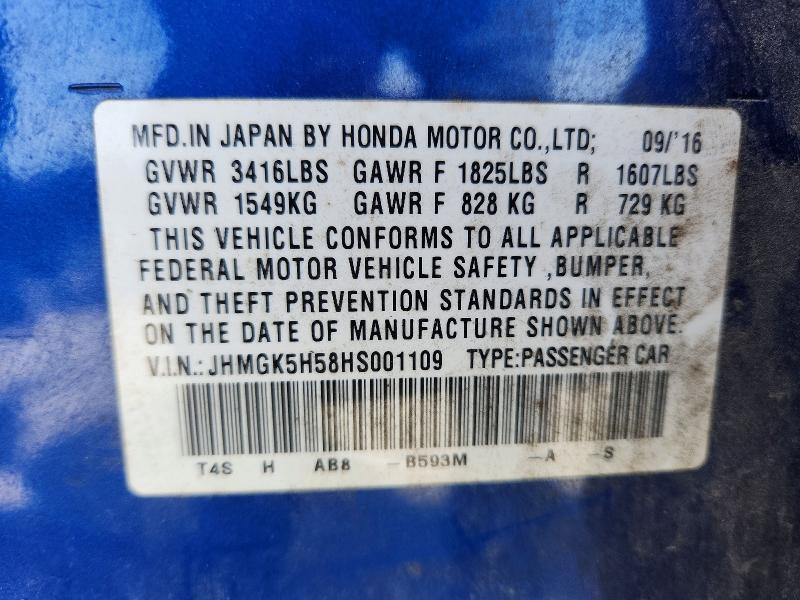 MFD.IN JAPAN BY HONDA MOTOR CO.,LTD; 09/'16
GVWR 3416LBS GAWR F 1825LBS R 1607LBS
GVWR 1549KG GAWR F 828 KG R 729 KG
THIS VEHICLE CONFORMS TO ALL APPLICABLE
FEDERAL MOTOR VEHICLE SAFETY ,BUMPER,
AND THEFT PREVENTION STANDARDS IN EFFECT
ON THE DATE OF MANUFACTURE SHOWN ABOVE.
V.I.N.:JHMGK5H58HS001109 TYPE:PASSENGER CAR
T4S H AB8 -B593M -A -S